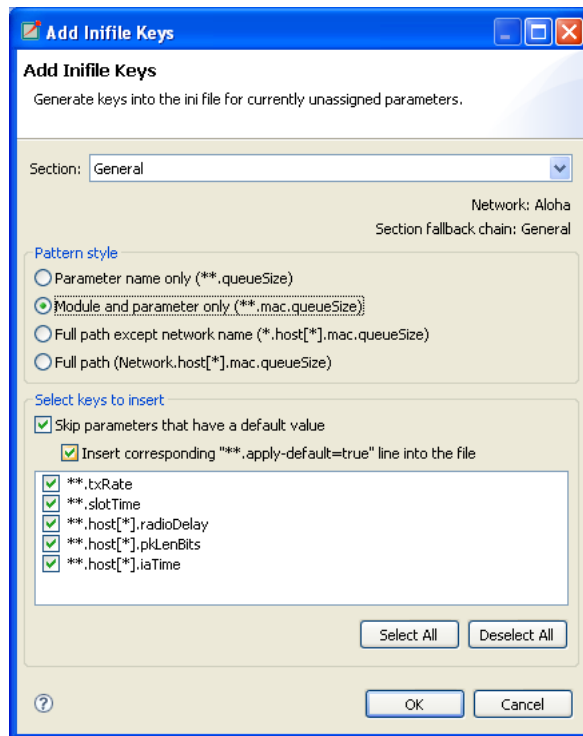 Add Inifile Keys
Add Inifile Keys
Generate keys into the ini file for currently unassigned parameters.
Section: General
Network: Aloha
Section fallback chain: General
Pattern style
Parameter name only (**.queueSize)
Module and parameter only (**.mac.queueSize)
Full path except network name (*.host[*].mac.queueSize)
Full path (Network.host[*].mac.queueSize)
Select keys to insert
Skip parameters that have a default value
Insert corresponding "**.apply-default=true" line into the file
**.txRate
**.slotTime
**.host[*].radioDelay
**.host[*].pkLenBits
**.host[*].iaTime
Select All Deselect All
? OK Cancel